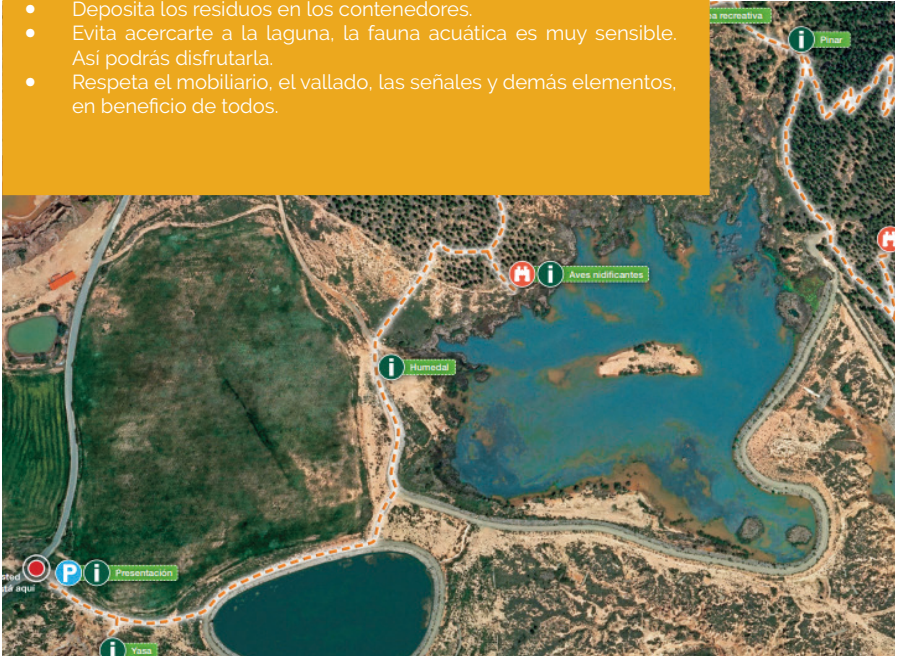 Deposita los residuos en los contenedores.
Evita acercarte a la laguna, la fauna acuática es muy sensible.
Así podrás disfrutarla.
Respeta el mobiliario, el vallado, las señales y demás elementos,
en beneficio de todos.
recreativa
i Pinar
i Aves nidificantes
i Humedal
P i Presentación
aquí
i Yasa